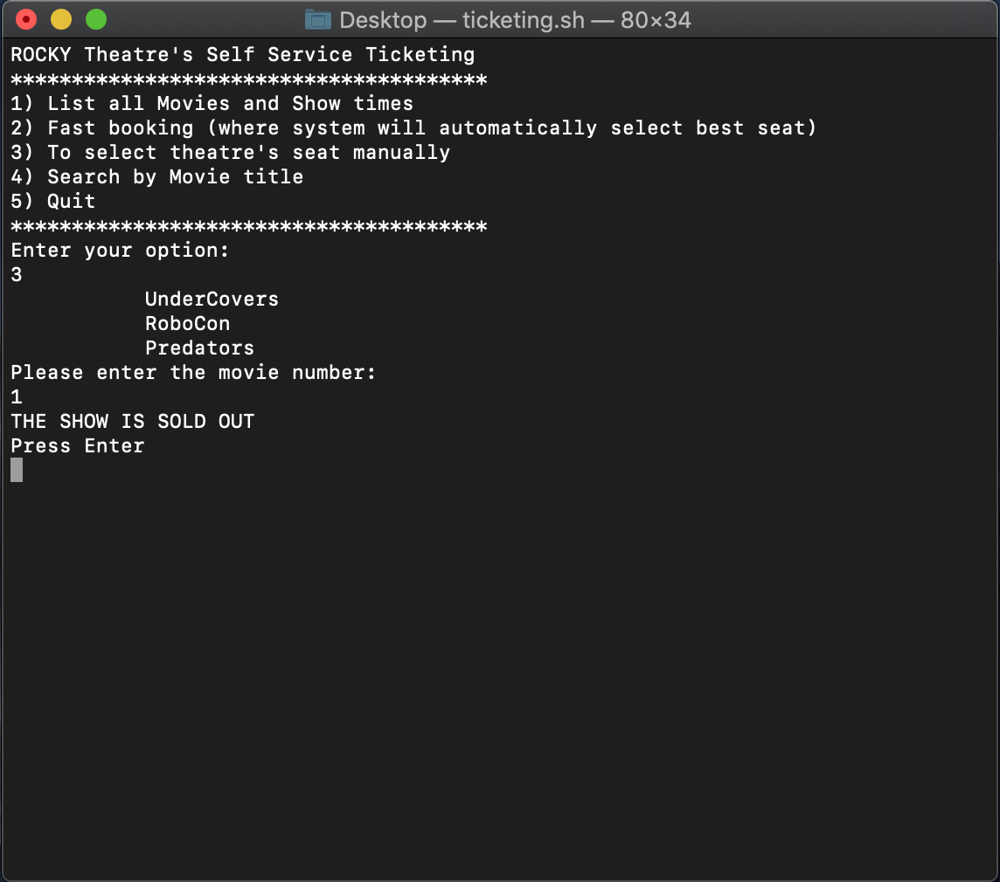 Desktop — ticketing.sh — 80×34
ROCKY Theatre's Self Service Ticketing
***************************************
1) List all Movies and Show times
2) Fast booking (where system will automatically select best seat)
3) To select theatre's seat manually
4) Search by Movie title
5) Quit
***************************************
Enter your option:
3
UnderCovers
RoboCon
Predators
Please enter the movie number:
1
THE SHOW IS SOLD OUT
Press Enter